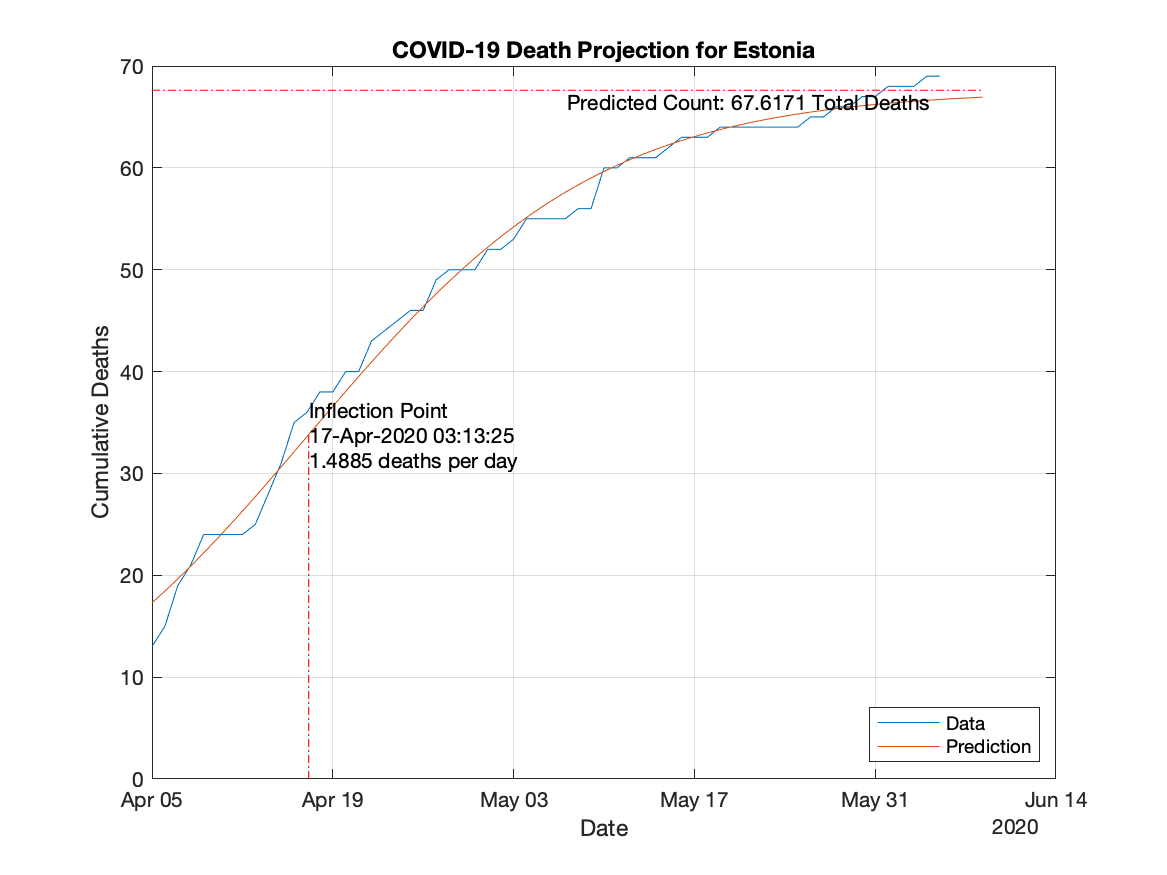 COVID-19 Death Projection for Estonia
70
60
50
40
30
20
10
0
Cumulative Deaths
Predicted Count: 67.6171 Total Deaths
Inflection Point
17-Apr-2020 03:13:25
1.4885 deaths per day
Data
Prediction
Apr 05
Apr 19
May 03
May 17
May 31
Jun 14
Date
2020